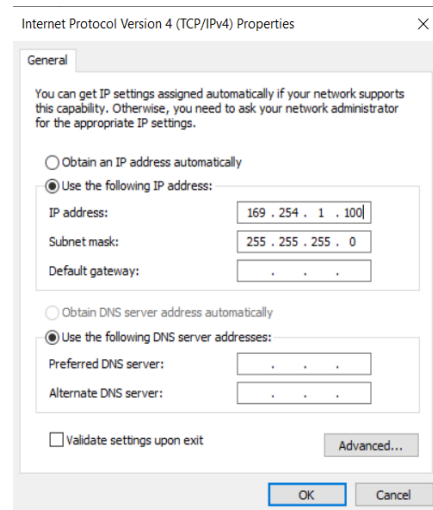 Internet Protocol Version 4 (TCP/IPv4) Properties
General
You can get IP settings assigned automatically if your network supports
this capability. Otherwise, you need to ask your network administrator
for the appropriate IP settings.
Obtain an IP address automatically
Use the following IP address:
IP address: 169 . 254 . 1 . 100
Subnet mask: 255 . 255 . 255 . 0
Default gateway: . . .
Obtain DNS server address automatically
Use the following DNS server addresses:
Preferred DNS server: . . .
Alternate DNS server: . . .
Validate settings upon exit
Advanced...
OK Cancel